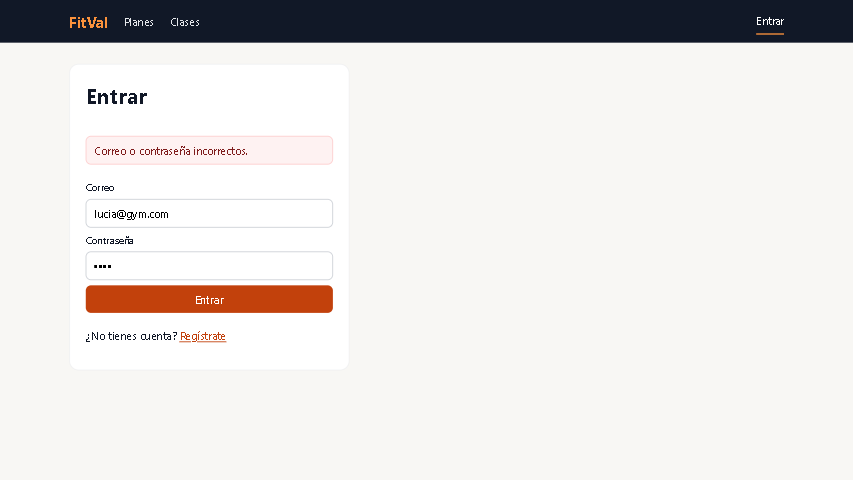 FitVal Planes Clases Entrar
Entrar
Correo o contraseña incorrectos.
Correo
lucia@gym.com
Contraseña
••••
Entrar
¿No tienes cuenta? Regístrate